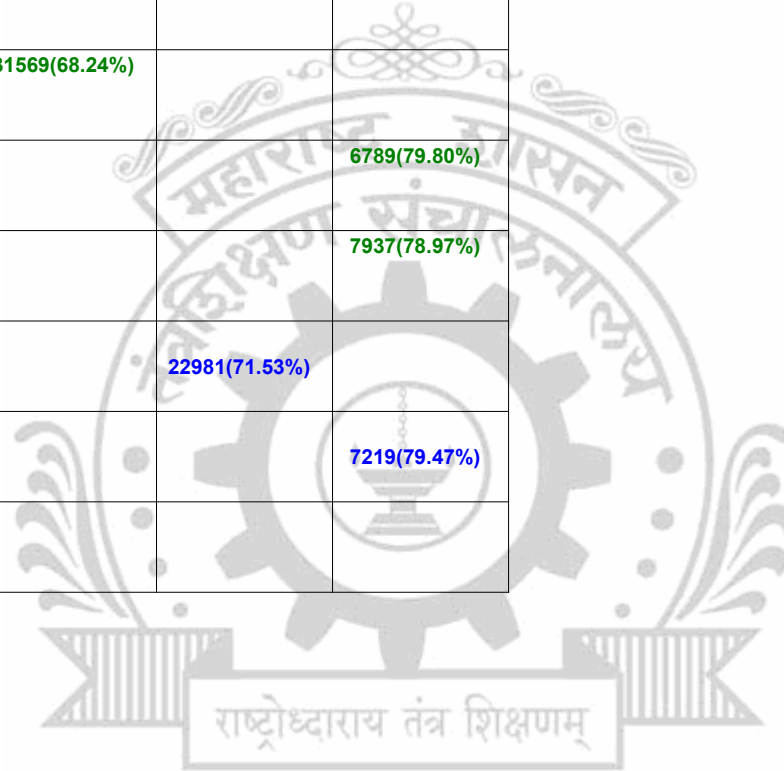 31569(68.24%)
6789(79.80%)
7937(78.97%)
22981(71.53%)
7219(79.47%)
महाराष्ट्र शासन
तंत्रशिक्षण संचालनालय
राष्ट्रोध्दाराय तंत्र शिक्षणम्